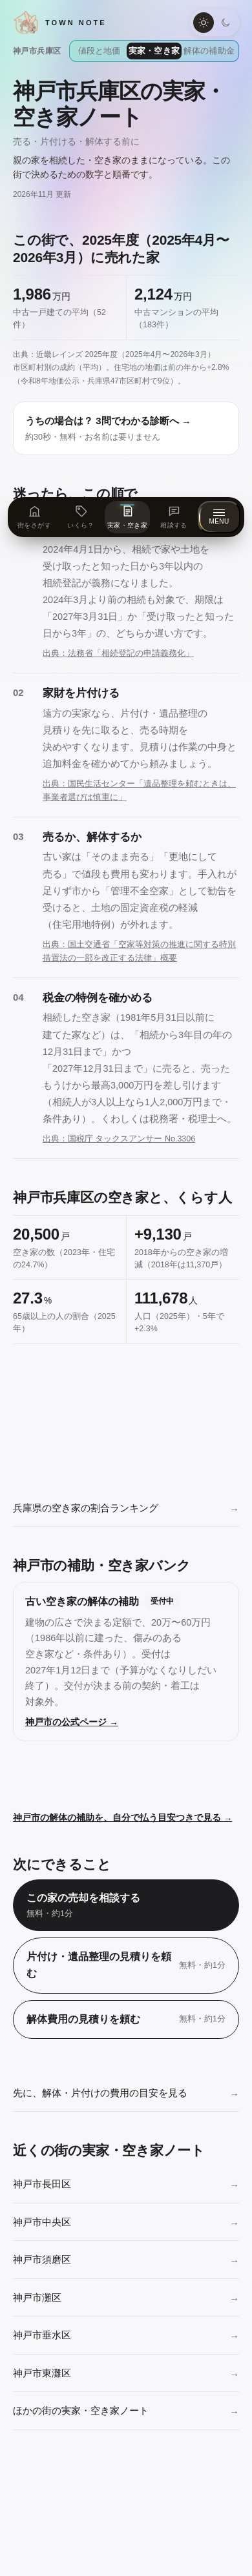 TOWN NOTE
神戸市兵庫区
値段と地価
実家・空き家
解体の補助金
神戸市兵庫区の実家・
空き家ノート
売る・片付ける・解体する前に
親の家を相続した・空き家のままになっている。この
街で決めるための数字と順番です。
2026年11月 更新
この街で、2025年度（2025年4月〜
2026年3月）に売れた家
1,986万円
中古一戸建ての平均（52
件）
2,124万円
中古マンションの平均
（183件）
出典：近畿レインズ 2025年度（2025年4月〜2026年3月）
市区町村別の成約（平均）。住宅地の地価は前の年から+2.8%
（令和8年地価公示・兵庫47市区町村で9位）。
うちの場合は？ 3問でわかる診断へ →
約30秒・無料・お名前は要りません
迷ったら、この順で
街をさがす
いくら？
実家・空き家
相談する
MENU
2024年4月1日から、相続で家や土地を
受け取ったと知った日から3年以内の
相続登記が義務になりました。
2024年3月より前の相続も対象で、期限は
「2027年3月31日」か「受け取ったと知った
日から3年」の、どちらか遅い方です。
出典：法務省「相続登記の申請義務化」
02
家財を片付ける
遠方の実家なら、片付け・遺品整理の
見積りを先に取ると、売る時期を
決めやすくなります。見積りは作業の中身と
追加料金を確かめてから頼みましょう。
出典：国民生活センター「遺品整理を頼むときは、
事業者選びは慎重に」
03
売るか、解体するか
古い家は「そのまま売る」「更地にして
売る」で値段も費用も変わります。手入れが
足りず市から「管理不全空家」として勧告を
受けると、土地の固定資産税の軽減
（住宅用地特例）が外れます。
出典：国土交通省「空家等対策の推進に関する特別
措置法の一部を改正する法律」概要
04
税金の特例を確かめる
相続した空き家（1981年5月31日以前に
建てた家など）は、「相続から3年目の年の
12月31日まで」かつ
「2027年12月31日まで」に売ると、売った
もうけから最高3,000万円を差し引けます
（相続人が3人以上なら1人2,000万円まで・
条件あり）。くわしくは税務署・税理士へ。
出典：国税庁 タックスアンサー No.3306
神戸市兵庫区の空き家と、くらす人
20,500戸
空き家の数（2023年・住宅
の24.7%）
+9,130戸
2018年からの空き家の増
減（2018年は11,370戸）
27.3%
65歳以上の人の割合（2025
年）
111,678人
人口（2025年）・5年で
+2.3%
兵庫県の空き家の割合ランキング
→
神戸市の補助・空き家バンク
古い空き家の解体の補助
受付中
建物の広さで決まる定額で、20万〜60万円
（1986年以前に建った、傷みのある
空き家など・条件あり）。受付は
2027年1月12日まで（予算がなくなりしだい
終了）。交付が決まる前の契約・着工は
対象外。
神戸市の公式ページ →
神戸市の解体の補助を、自分で払う目安つきで見る →
次にできること
この家の売却を相談する
無料・約1分
片付け・遺品整理の見積りを頼
む
無料・約1分
解体費用の見積りを頼む
無料・約1分
先に、解体・片付けの費用の目安を見る
→
近くの街の実家・空き家ノート
神戸市長田区
→
神戸市中央区
→
神戸市須磨区
→
神戸市灘区
→
神戸市垂水区
→
神戸市東灘区
→
ほかの街の実家・空き家ノート
→